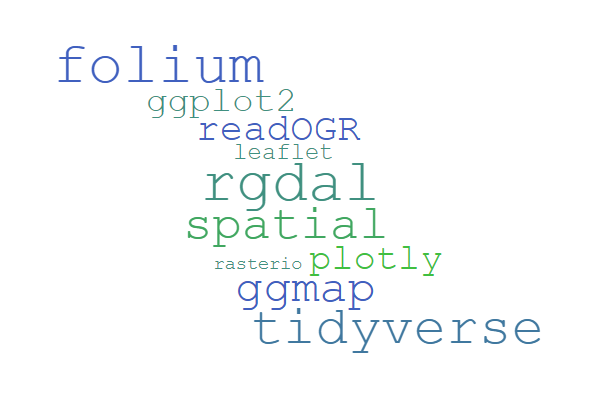 folium
ggplot2
readOGR
leaflet
rgdal
spatial
rasterio plotly
ggmap
tidyverse